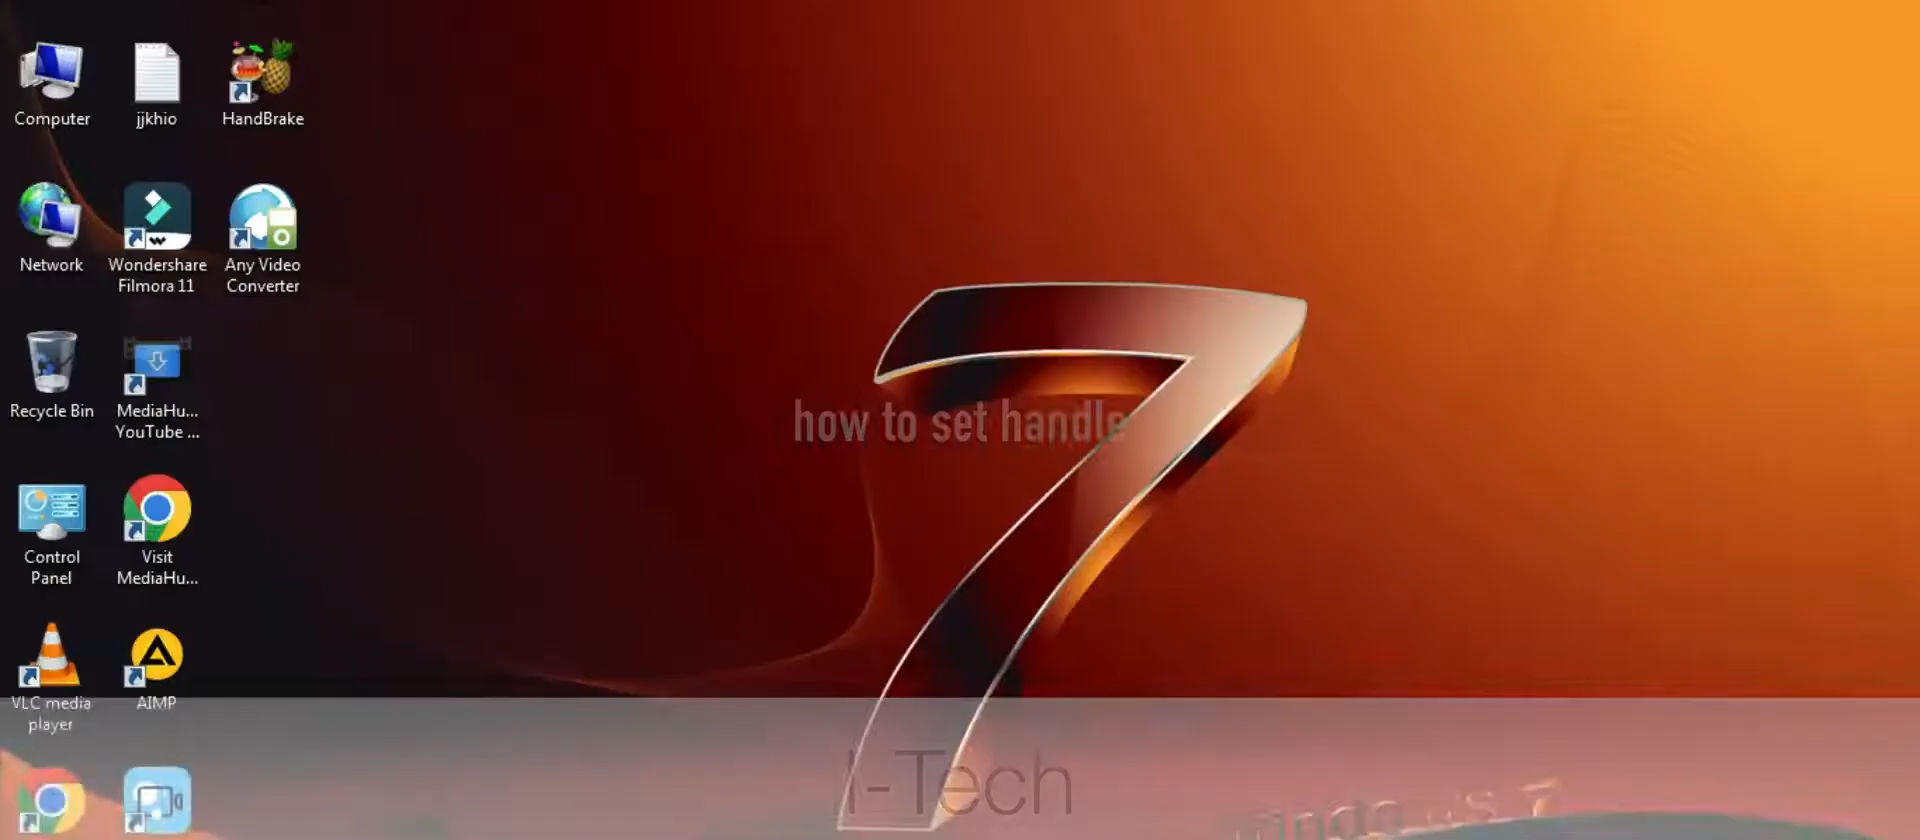 Computer
jjkhio
HandBrake
Network
Wondershare
Filmora 11
Any Video
Converter
Recycle Bin
MediaHu...
YouTube ...
Control
Panel
Visit
MediaHu...
VLC media
player
AIMP
how to set handle
7
I-Tech